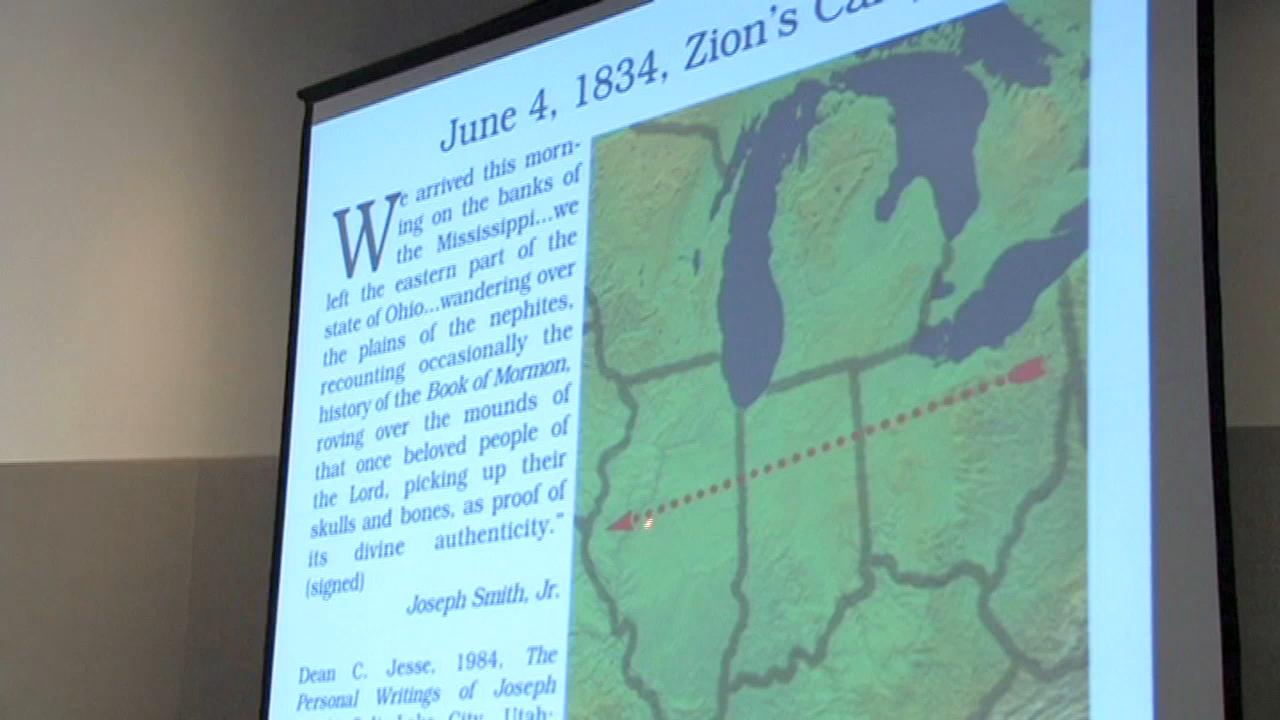 June 4, 1834, Zion's
We arrived this morn-
ing on the banks of
the Mississippi...we
left the eastern part of the
state of Ohio...wandering over
the plains of the nephites,
recounting occasionally the
history of the Book of Mormon,
roving over the mounds of
that once beloved people of
the Lord, picking up their
skulls and bones, as proof of
its divine authenticity."
(signed)
Joseph Smith, Jr.
Dean C. Jesse, 1984, The
Personal Writings of Joseph
Lake City, Utah: